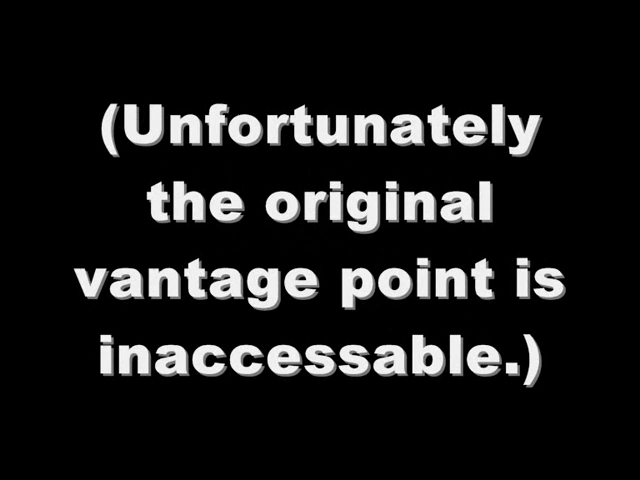 (Unfortunately
the original
vantage point is
inaccessable.)